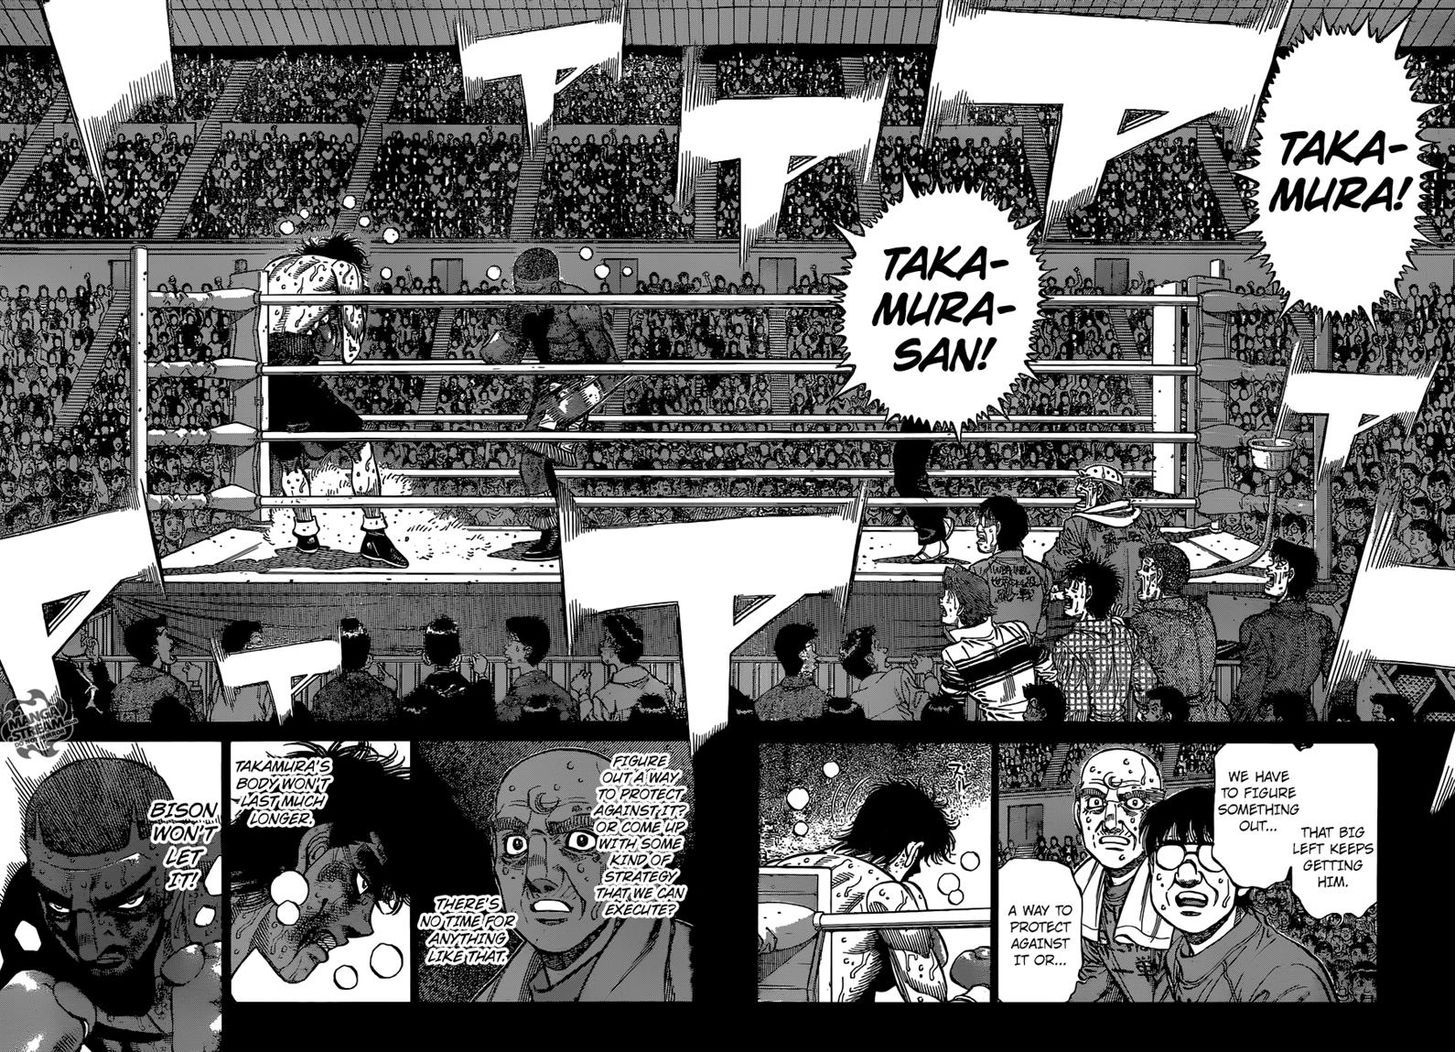 TAKA-
MURA!
TAKA-
MURA-
SAN!
THAT BIG
LEFT KEEPS
GETTING
HIM.
WE HAVE
TO FIGURE
SOMETHING
OUT...
A WAY TO
PROTECT
AGAINST
IT OR...
FIGURE
OUT A WAY
TO PROTECT
AGAINST IT?
OR COME UP
WITH SOME
KIND OF
STRATEGY
THAT WE CAN
EXECUTE?
THERE'S
NO TIME FOR
ANYTHING
LIKE THAT.
TAKAMURA'S
BODY WON'T
LAST MUCH
LONGER.
BISON
WON'T
LET
IT!
MANGA
STREAM